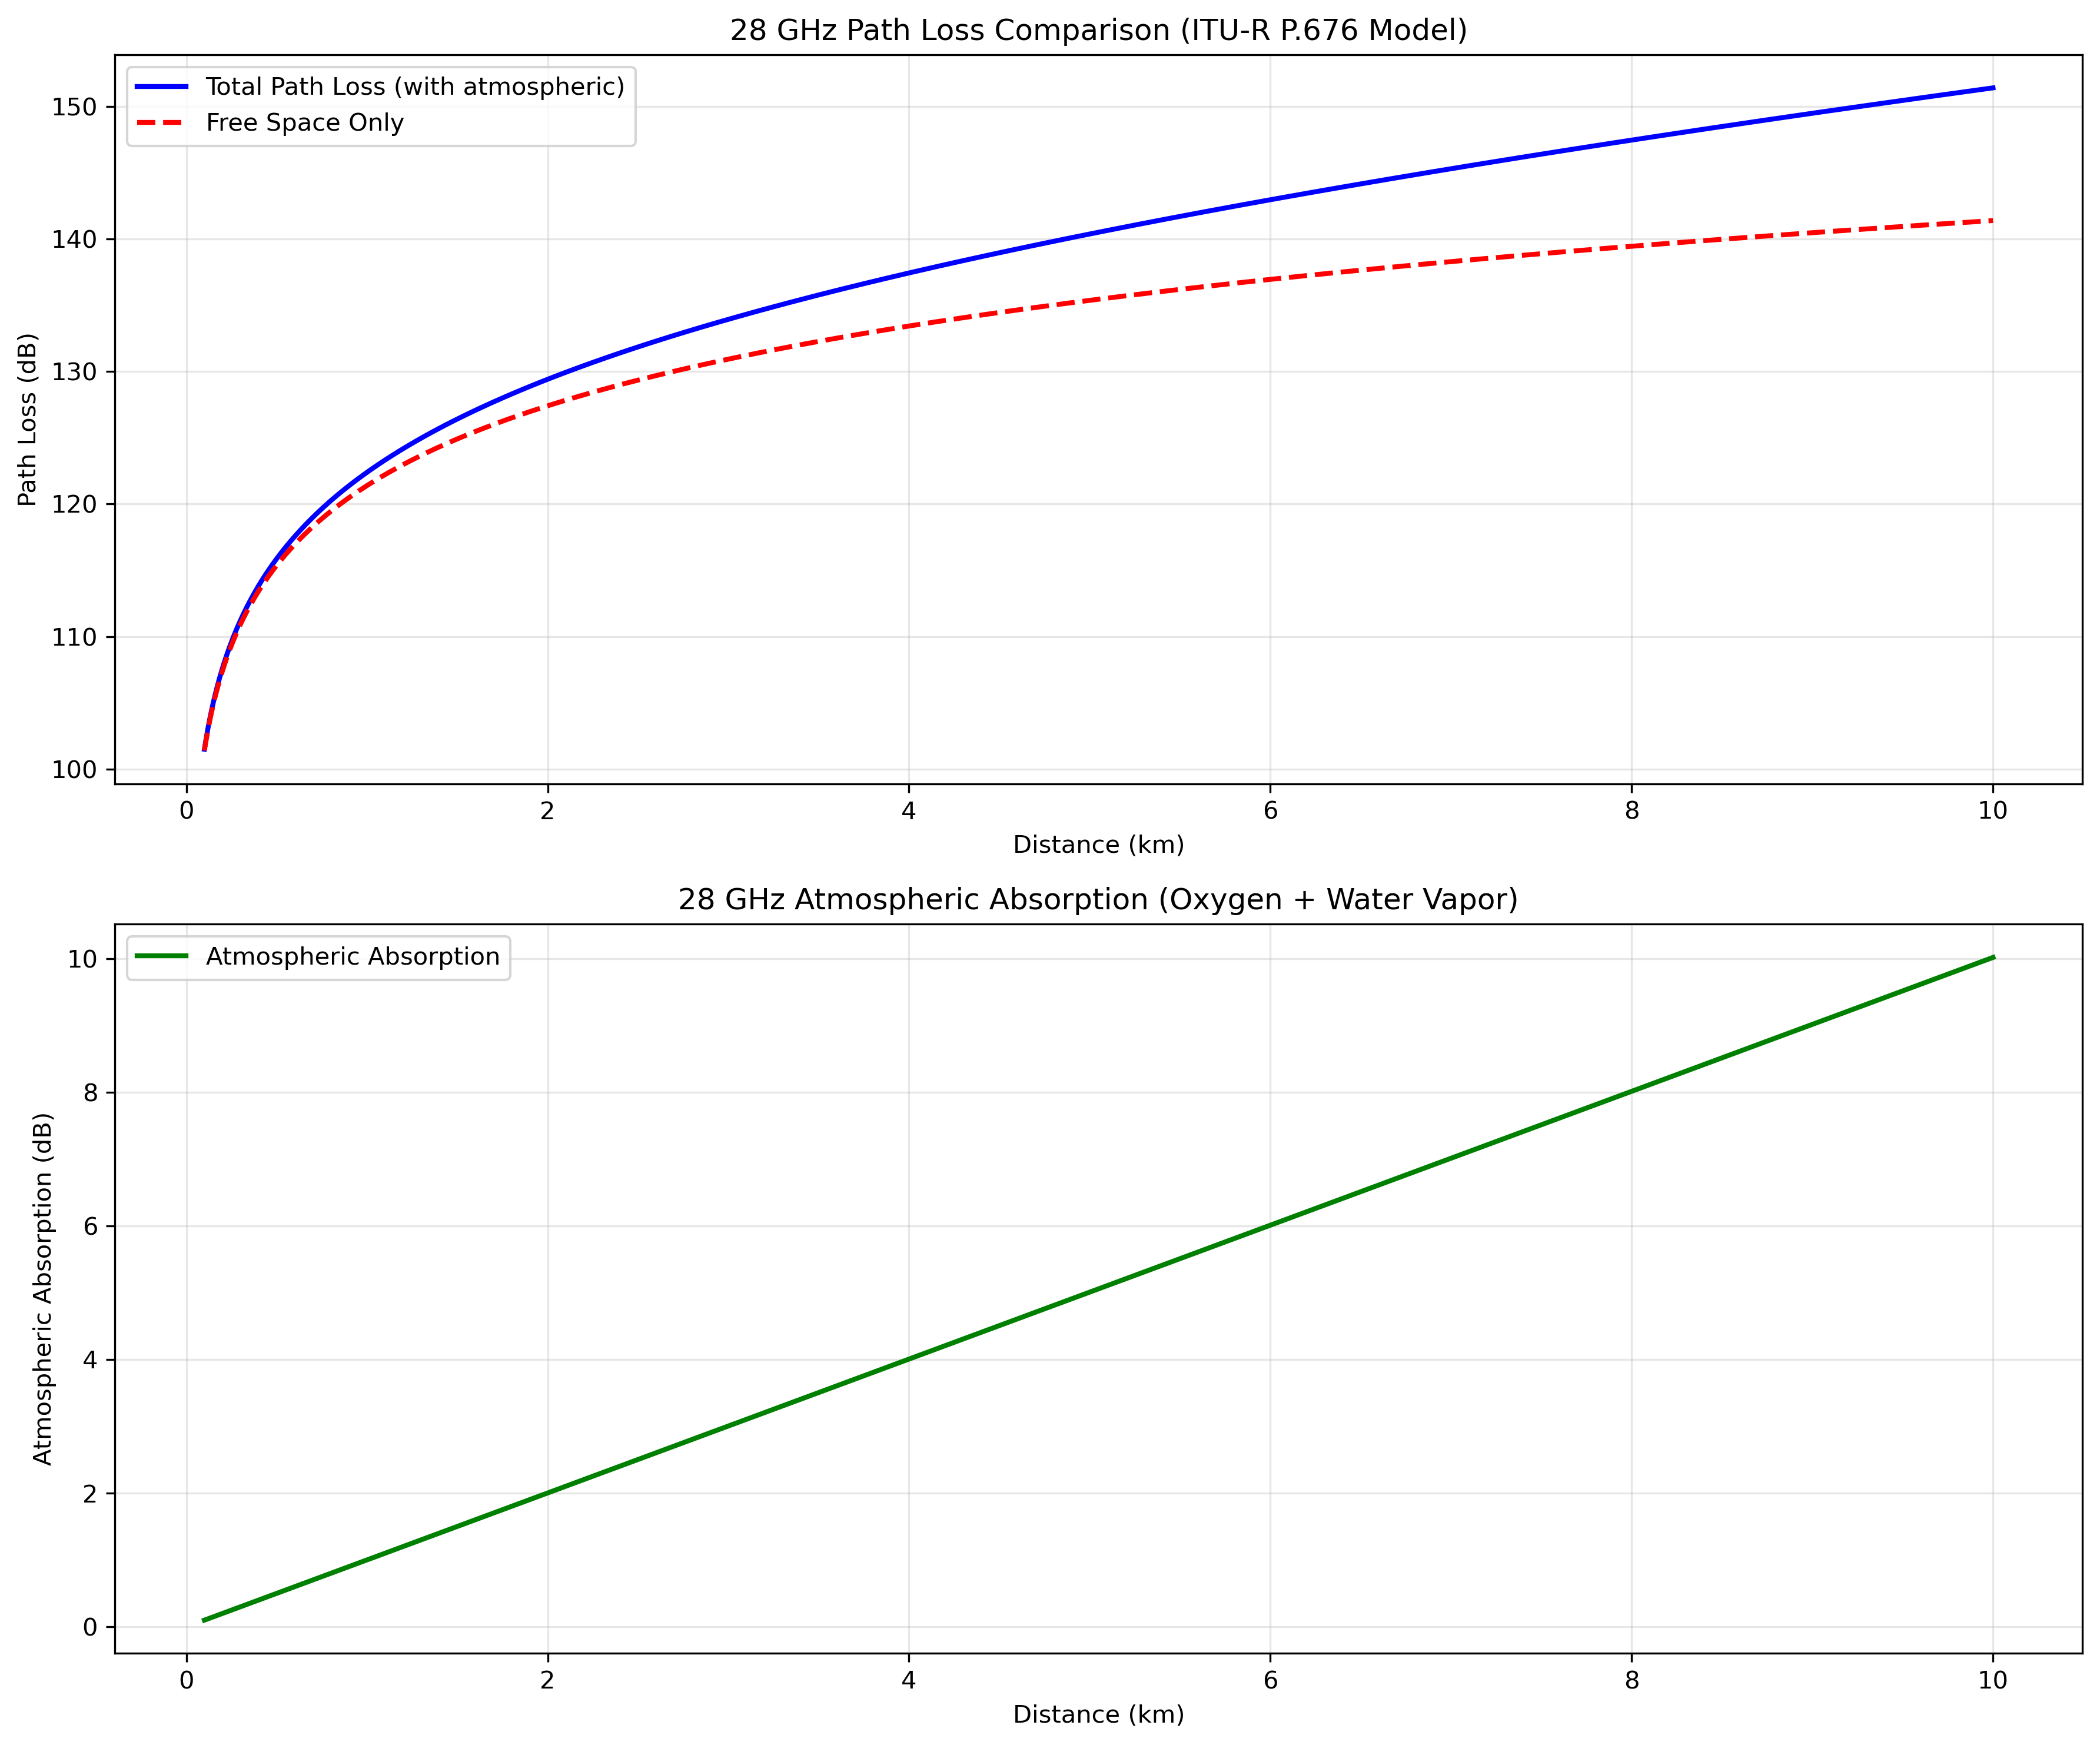 28 GHz Path Loss Comparison (ITU-R P.676 Model)
Total Path Loss (with atmospheric)
Free Space Only
Path Loss (dB)
150
140
130
120
110
100
0 2 4 6 8 10
Distance (km)
28 GHz Atmospheric Absorption (Oxygen + Water Vapor)
Atmospheric Absorption
Atmospheric Absorption (dB)
10
8
6
4
2
0
0 2 4 6 8 10
Distance (km)